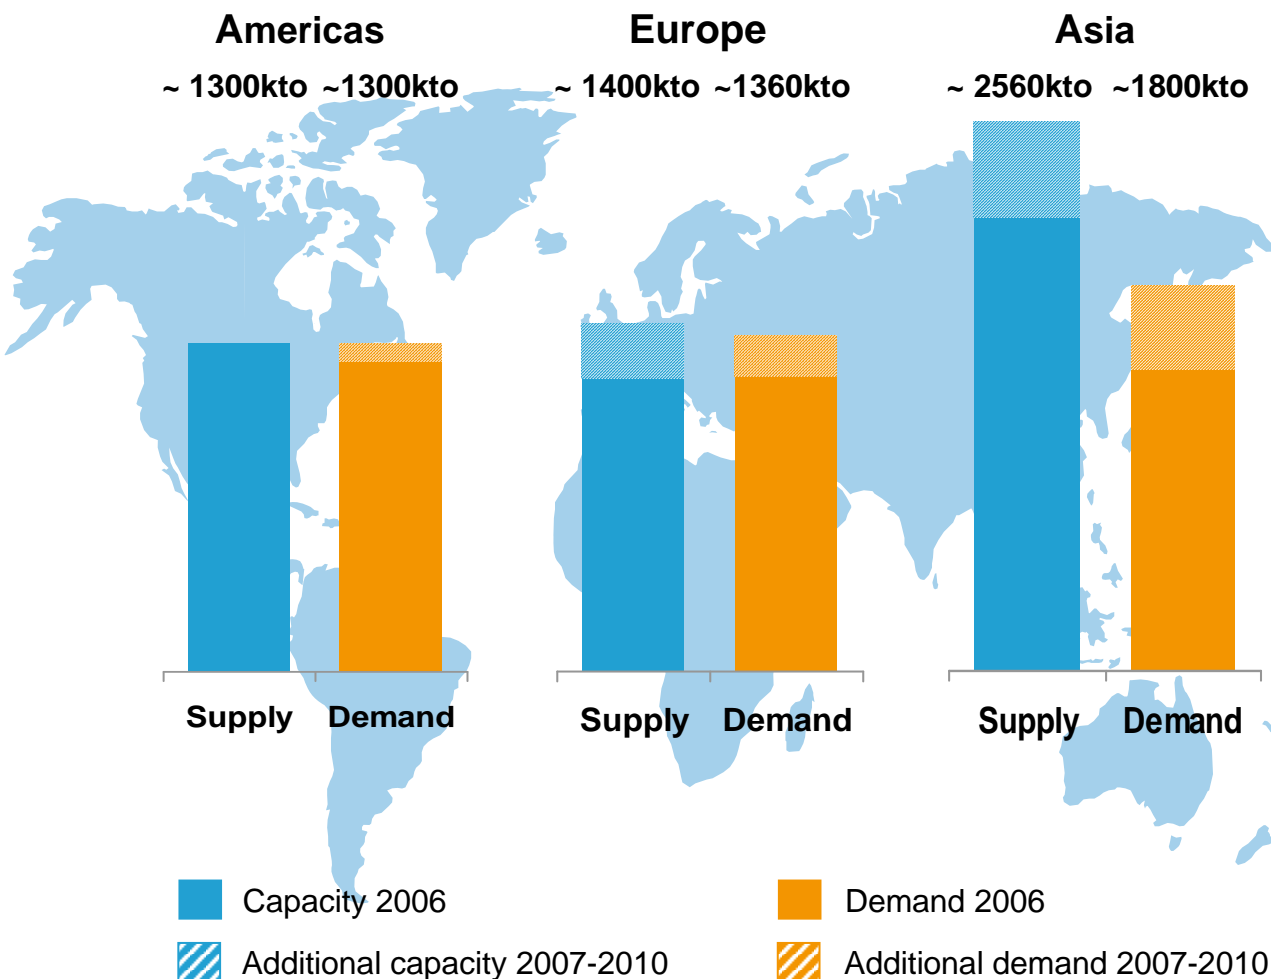 Americas Europe Asia
~ 1300kto ~1300kto ~ 1400kto ~1360kto ~ 2560kto ~1800kto
Supply Demand Supply Demand Supply Demand
Capacity 2006 Demand 2006
Additional capacity 2007-2010 Additional demand 2007-2010